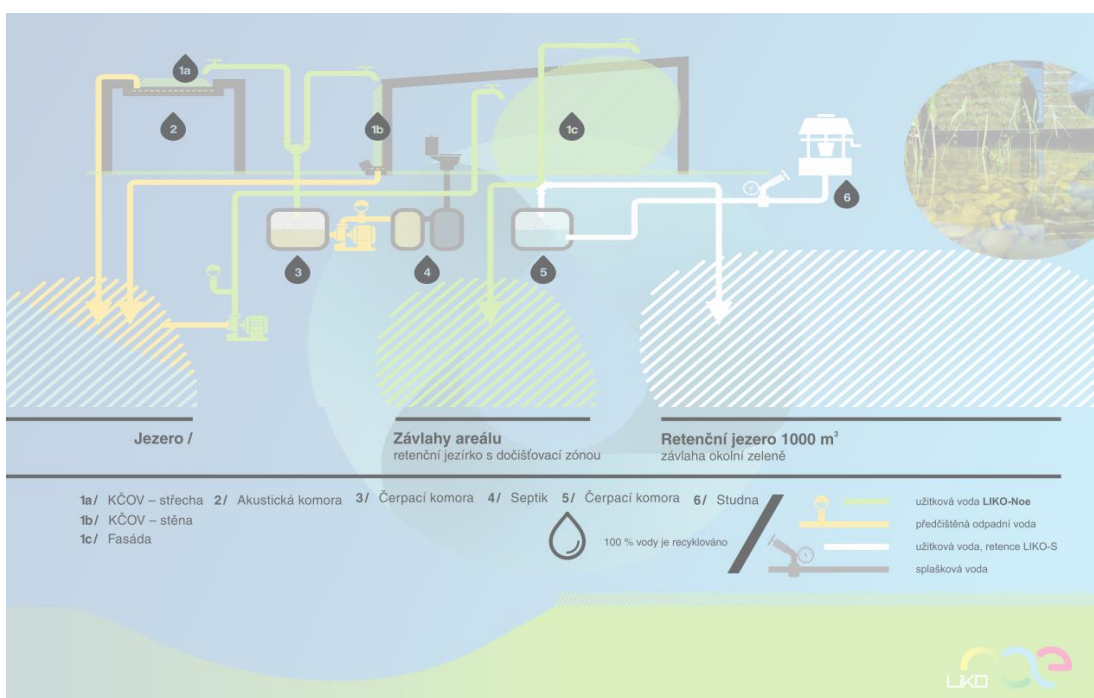 1a
2
1b
1c
6
3
4
5
Jezero /
Závlahy areálu
retenční jezírko s dočišťovací zónou
Retenční jezero 1000 m³
závlaha okolní zeleně
1a/ KČOV – střecha 2/ Akustická komora 3/ Čerpací komora 4/ Septik 5/ Čerpací komora 6/ Studna
1b/ KČOV – stěna
1c/ Fasáda
100 % vody je recyklováno
užitková voda LIKO-Noe
předčištěná odpadní voda
užitková voda, retence LIKO-S
splašková voda
LIKO noe